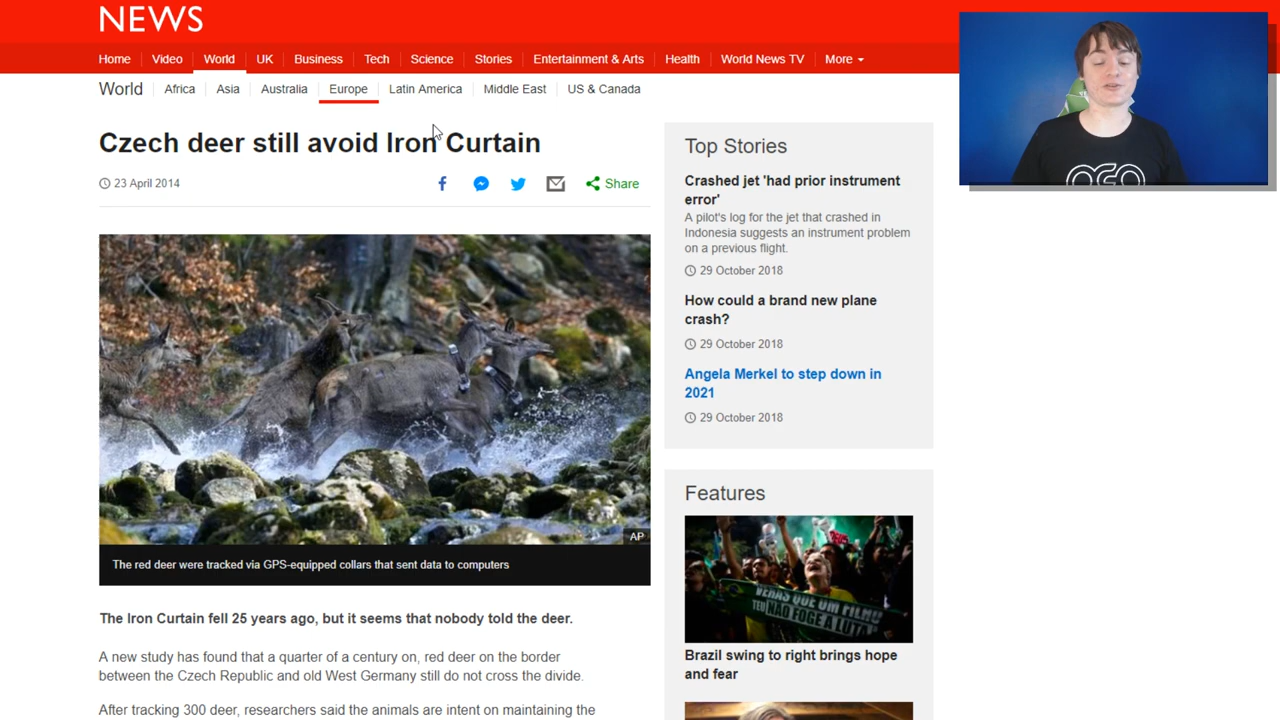 NEWS
Home
Video
World
UK
Business
Tech
Science
Stories
Entertainment & Arts
Health
World News TV
More
World
Africa
Asia
Australia
Europe
Latin America
Middle East
US & Canada
Czech deer still avoid Iron Curtain
23 April 2014
Share
AP
The red deer were tracked via GPS-equipped collars that sent data to computers
The Iron Curtain fell 25 years ago, but it seems that nobody told the deer.
A new study has found that a quarter of a century on, red deer on the border
between the Czech Republic and old West Germany still do not cross the divide.
After tracking 300 deer, researchers said the animals are intent on maintaining the
Top Stories
Crashed jet 'had prior instrument
error'
A pilot's log for the jet that crashed in
Indonesia suggests an instrument problem
on a previous flight.
29 October 2018
How could a brand new plane
crash?
29 October 2018
Angela Merkel to step down in
2021
29 October 2018
Features
VERAS QUE UM FILHO
TEU NÃO FOGE A LUTA
Brazil swing to right brings hope
and fear